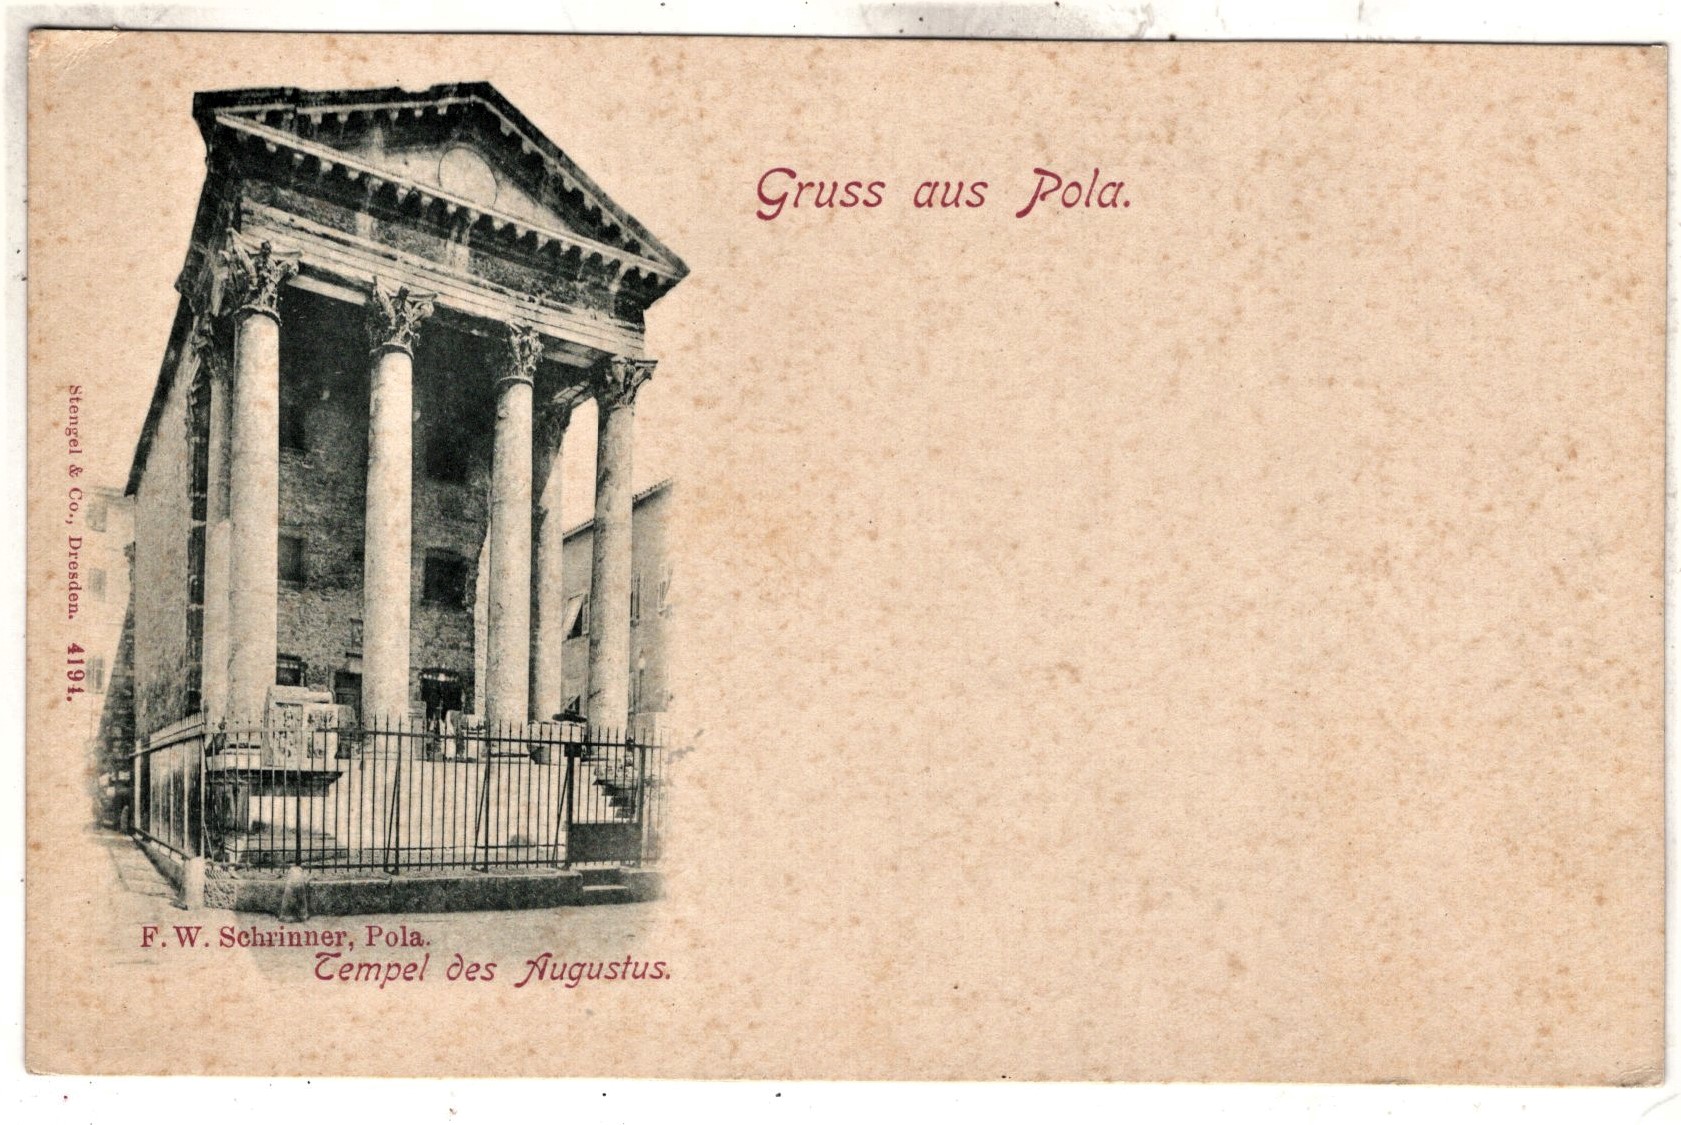 Gruss aus Pola.
Stengel & Co., Dresden. 4194.
F. W. Schrinner, Pola.
Tempel des Augustus.